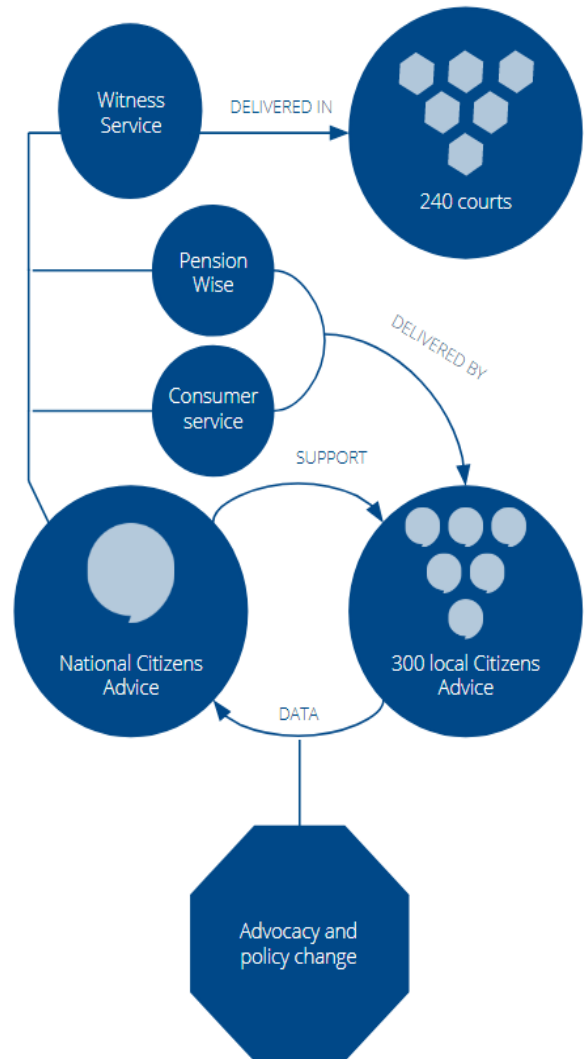 Witness
Service
DELIVERED IN
240 courts
Pension
Wise
DELIVERED BY
Consumer
service
SUPPORT
National Citizens
Advice
300 local Citizens
Advice
DATA
Advocacy and
policy change